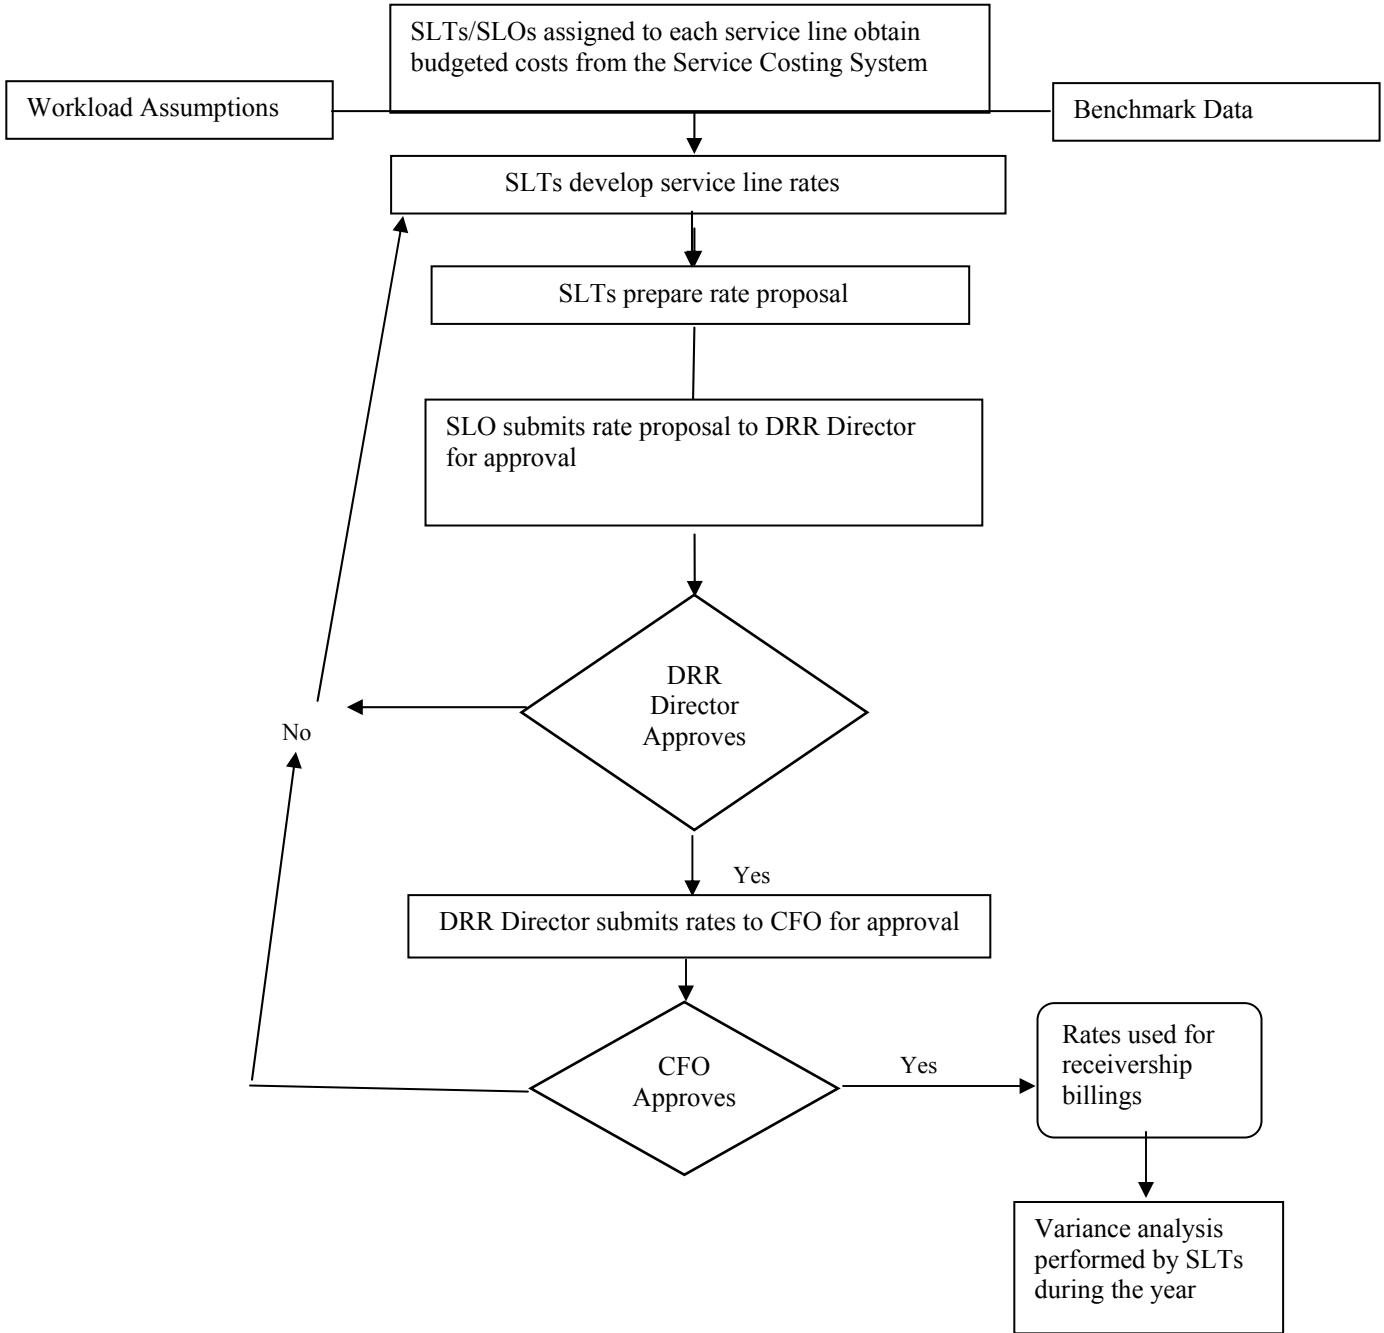 SLTs/SLOs assigned to each service line obtain
budgeted costs from the Service Costing System
Workload Assumptions
Benchmark Data
SLTs develop service line rates
SLTs prepare rate proposal
SLO submits rate proposal to DRR Director
for approval
DRR
Director
Approves
No
Yes
DRR Director submits rates to CFO for approval
CFO
Approves
Yes
Rates used for
receivership
billings
Variance analysis
performed by SLTs
during the year